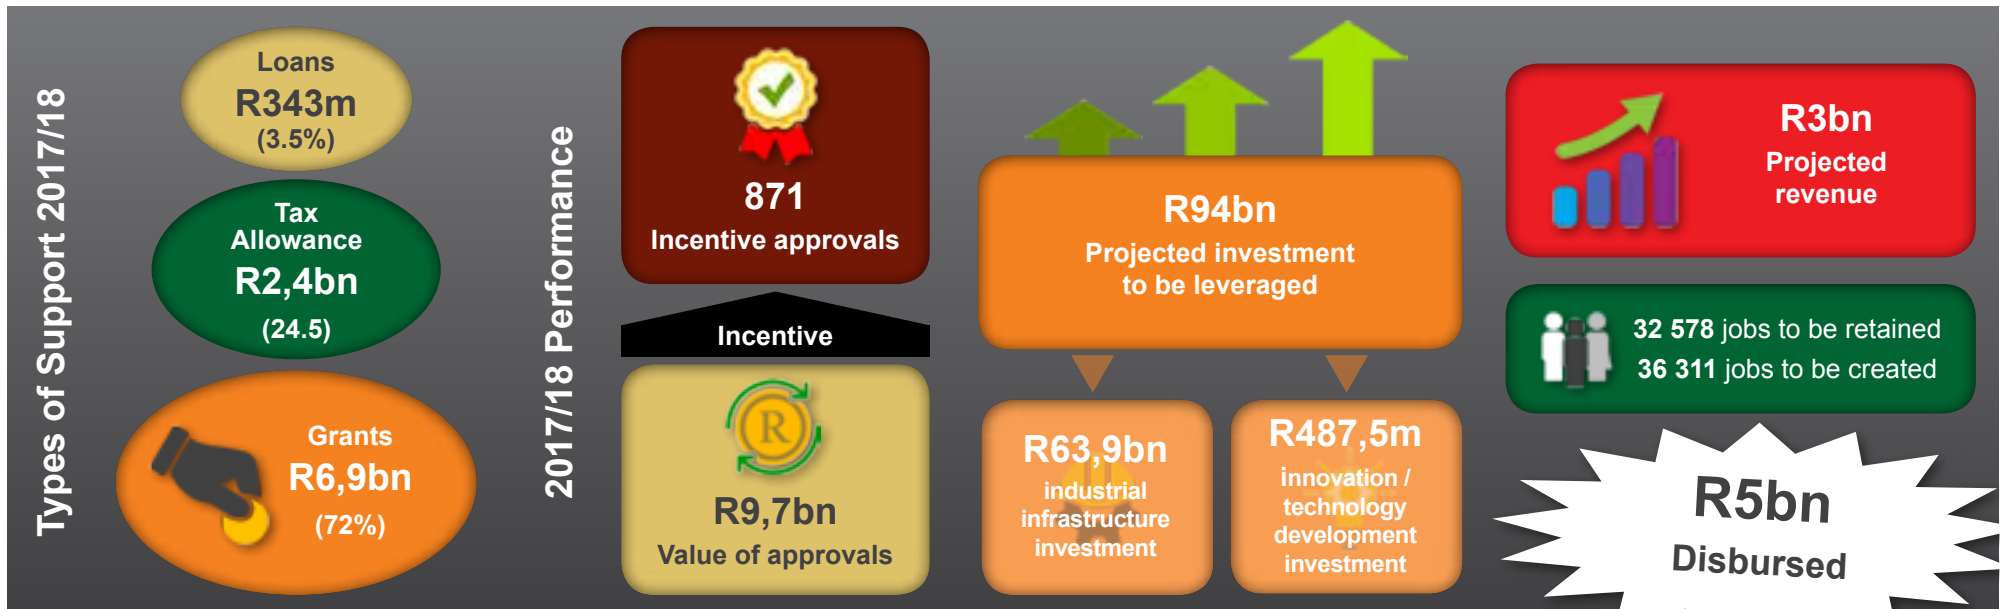 Types of Support 2017/18
Loans
R343m
(3.5%)
Tax
Allowance
R2,4bn
(24.5)
Grants
R6,9bn
(72%)
2017/18 Performance
871
Incentive approvals
Incentive
R
R9,7bn
Value of approvals
R94bn
Projected investment
to be leveraged
R63,9bn
industrial
infrastructure
investment
R487,5m
innovation /
technology
development
investment
R3bn
Projected
revenue
32 578 jobs to be retained
36 311 jobs to be created
R5bn
Disbursed